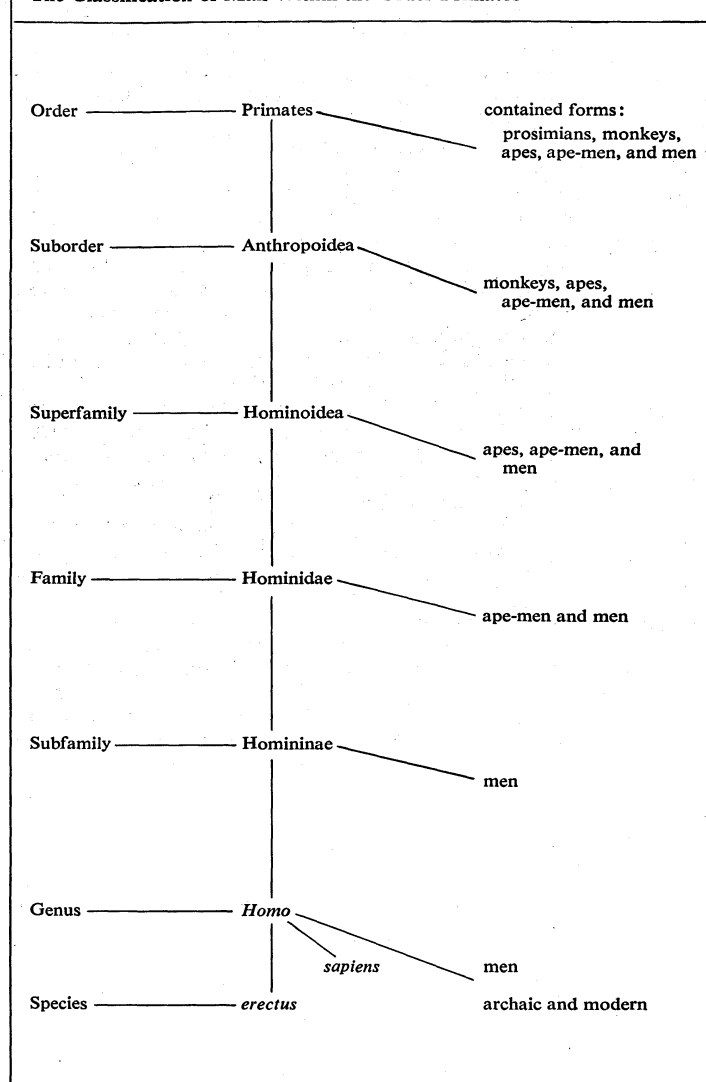 Order Primates contained forms:
prosimians, monkeys,
apes, ape-men, and men
Suborder Anthropoidea
monkeys, apes,
ape-men, and men
Superfamily Hominoidea
apes, ape-men, and
men
Family Hominidae
ape-men and men
Subfamily Homininae
men
Genus Homo
sapiens men
Species erectus archaic and modern